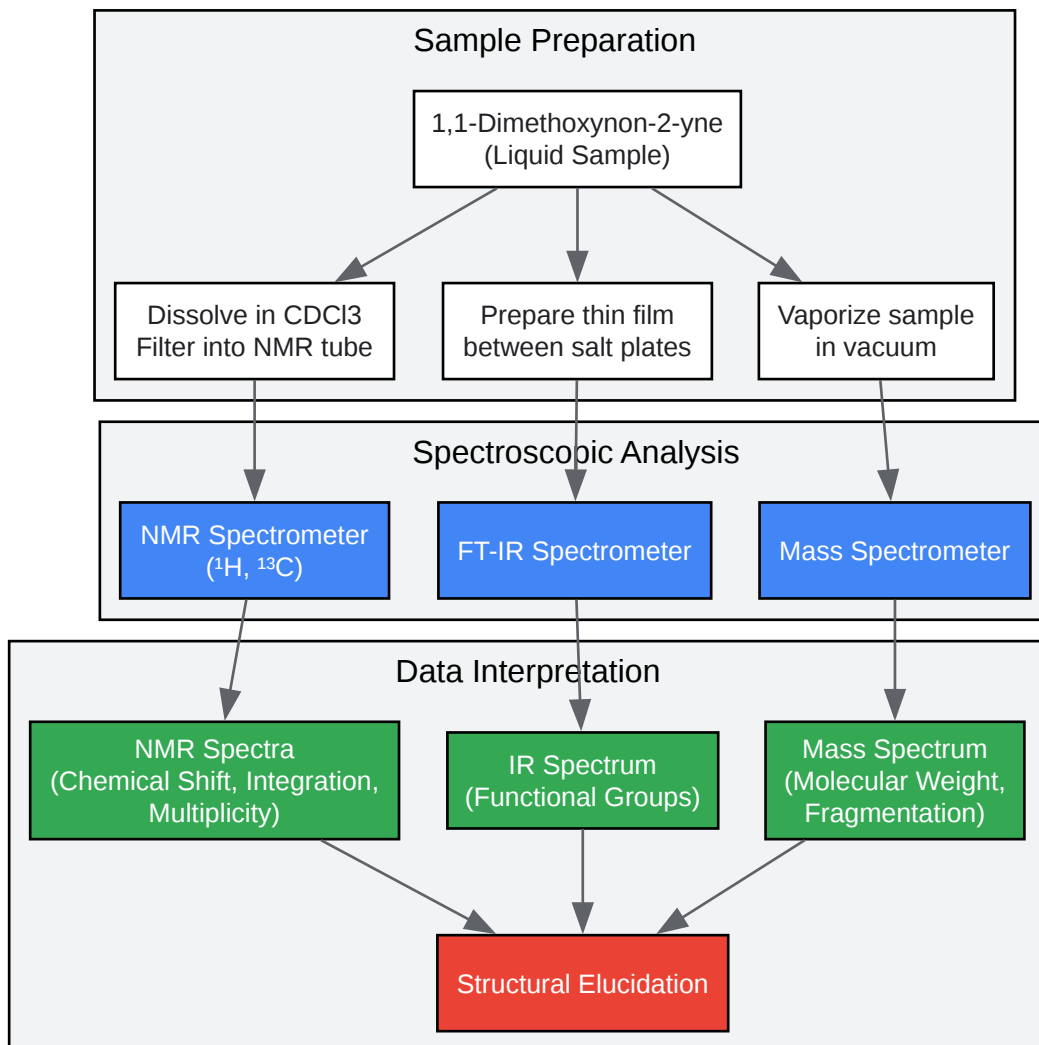 Sample Preparation
1,1-Dimethoxynon-2-yne
(Liquid Sample)
Dissolve in CDCl3
Filter into NMR tube
Prepare thin film
between salt plates
Vaporize sample
in vacuum
Spectroscopic Analysis
NMR Spectrometer
(¹H, ¹³C)
FT-IR Spectrometer
Mass Spectrometer
Data Interpretation
NMR Spectra
(Chemical Shift, Integration,
Multiplicity)
IR Spectrum
(Functional Groups)
Mass Spectrum
(Molecular Weight,
Fragmentation)
Structural Elucidation